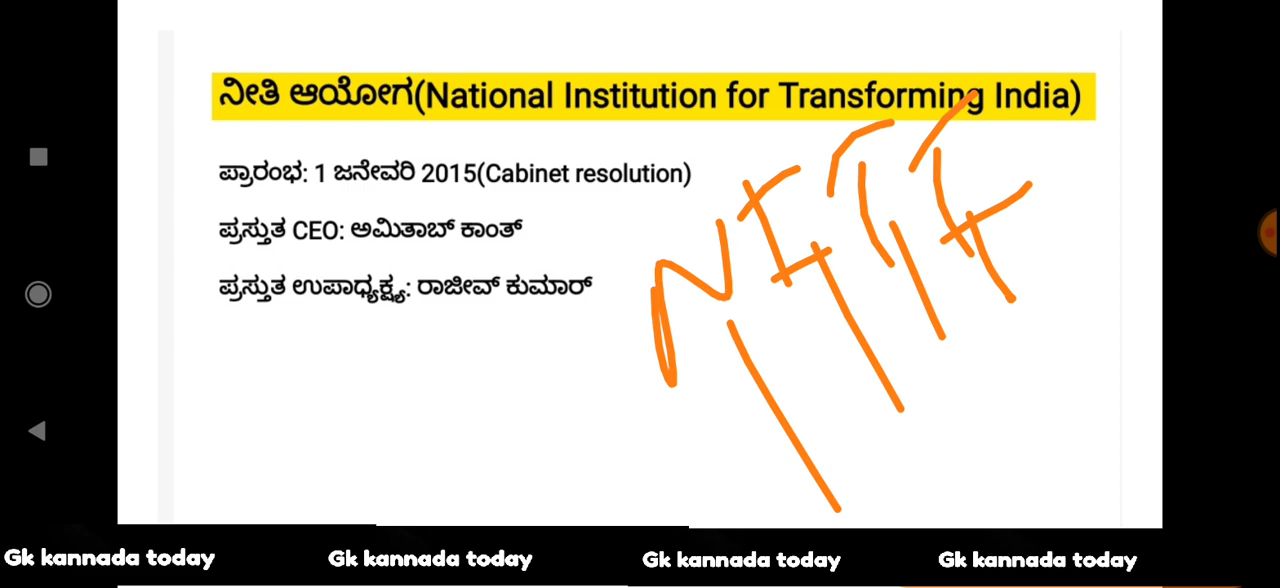 ನೀತಿ ಆಯೋಗ(National Institution for Transforming India)
ಪ್ರಾರಂಭ: 1 ಜನೇವರಿ 2015(Cabinet resolution)
ಪ್ರಸ್ತುತ CEO: ಅಮಿತಾಬ್ ಕಾಂತ್
ಪ್ರಸ್ತುತ ಉಪಾಧ್ಯಕ್ಷ್ಯ: ರಾಜೀವ್ ಕುಮಾರ್
NITI
Gk kannada today Gk kannada today Gk kannada today Gk kannada today